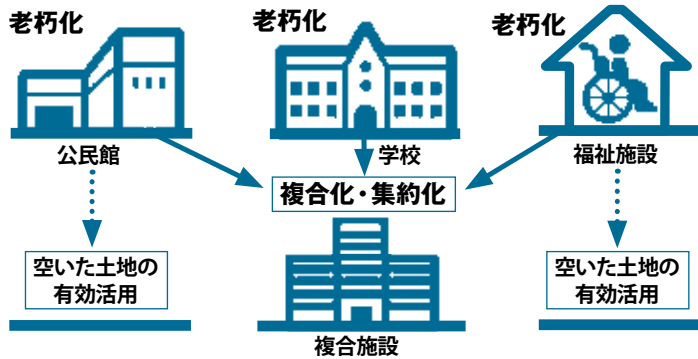 老朽化
老朽化
老朽化
公民館
学校
福祉施設
複合化・集約化
空いた土地の
有効活用
空いた土地の
有効活用
複合施設